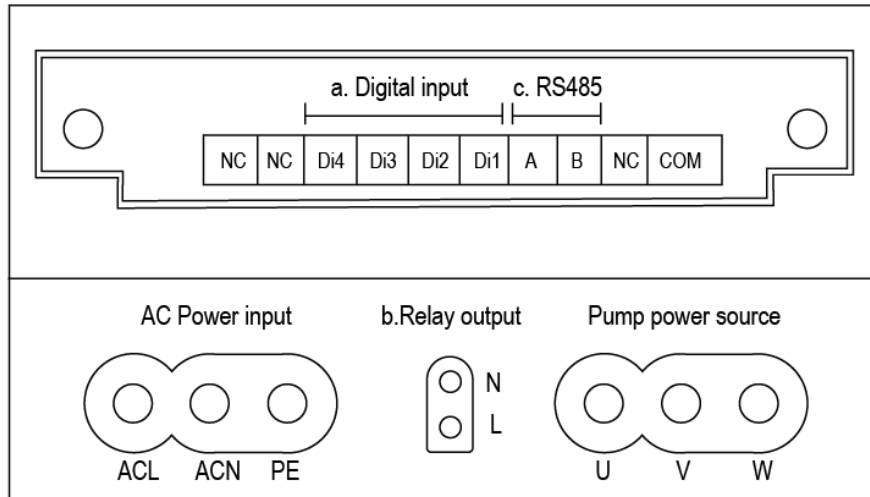 a. Digital input c. RS485
NC NC Di4 Di3 Di2 Di1 A B NC COM
AC Power input b.Relay output Pump power source
N
L
ACL ACN PE U V W